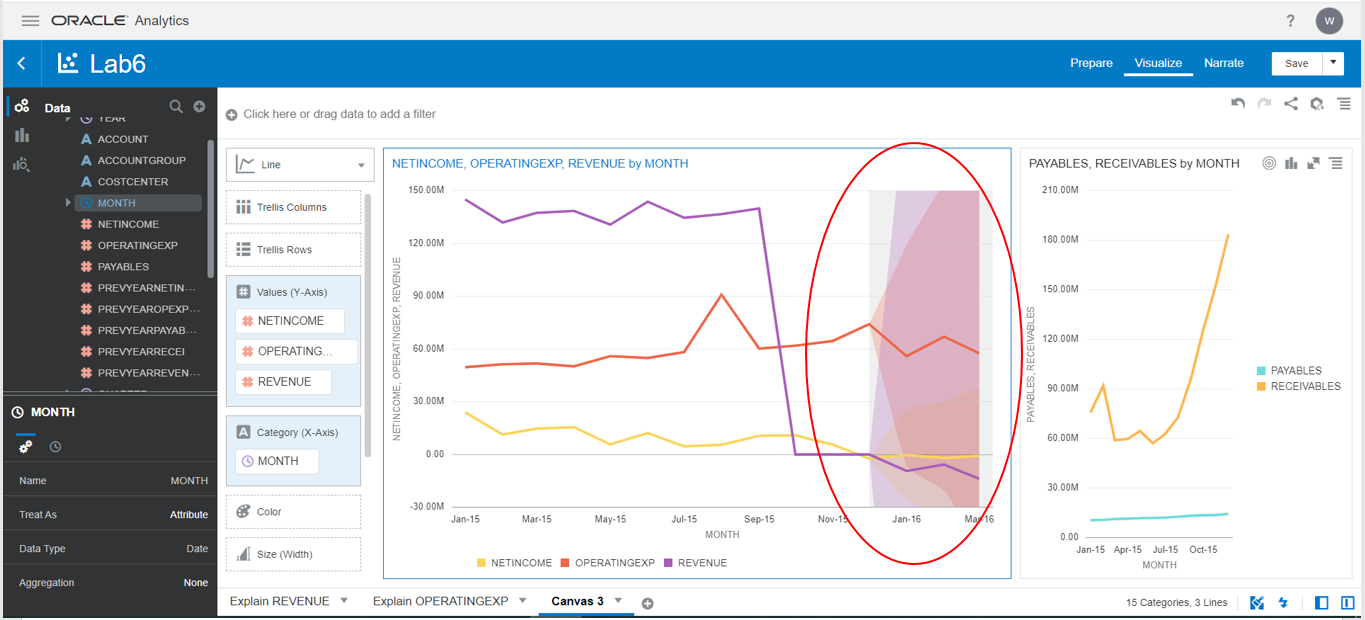 ORACLE Analytics
? W
Lab6
Prepare Visualize Narrate Save
Data
YEAR
ACCOUNT
ACCOUNTGROUP
COSTCENTER
MONTH
NETINCOME
OPERATINGEXP
PAYABLES
PREVYEARNETIN...
PREVYEAROPEXP...
PREVYEARPAYAB...
PREVYEARRECEI
PREVYEARREVEN...
MONTH
Name MONTH
Treat As Attribute
Data Type Date
Aggregation None
Click here or drag data to add a filter
Line
Trellis Columns
Trellis Rows
Values (Y-Axis)
NETINCOME
OPERATING...
REVENUE
Category (X-Axis)
MONTH
Color
Size (Width)
NETINCOME, OPERATINGEXP, REVENUE by MONTH
NETINCOME, OPERATINGEXP, REVENUE
150.00M
120.00M
90.00M
60.00M
30.00M
0.00
-30.00M
Jan-15 Mar-15 May-15 Jul-15 Sep-15 Nov-15 Jan-16 Mar-16
MONTH
NETINCOME OPERATINGEXP REVENUE
PAYABLES, RECEIVABLES by MONTH
PAYABLES, RECEIVABLES
210.00M
180.00M
150.00M
120.00M
90.00M
60.00M
30.00M
0.00
Jan-15 Apr-15 Jul-15 Oct-15
MONTH
PAYABLES
RECEIVABLES
Explain REVENUE Explain OPERATINGEXP Canvas 3
15 Categories, 3 Lines